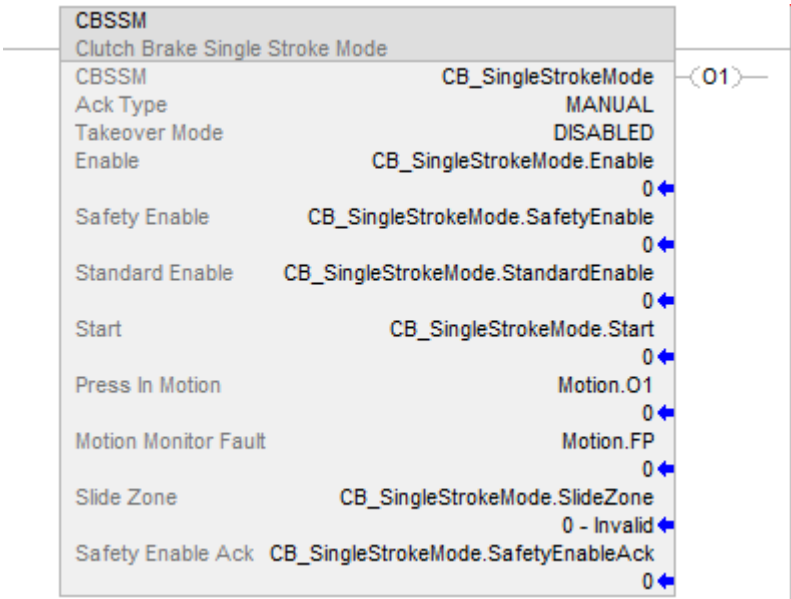 CBSSM
Clutch Brake Single Stroke Mode
CBSSM CB_SingleStrokeMode (O1)
Ack Type MANUAL
Takeover Mode DISABLED
Enable CB_SingleStrokeMode.Enable
0
Safety Enable CB_SingleStrokeMode.SafetyEnable
0
Standard Enable CB_SingleStrokeMode.StandardEnable
0
Start CB_SingleStrokeMode.Start
0
Press In Motion Motion.O1
0
Motion Monitor Fault Motion.FP
0
Slide Zone CB_SingleStrokeMode.SlideZone
0 - Invalid
Safety Enable Ack CB_SingleStrokeMode.SafetyEnableAck
0